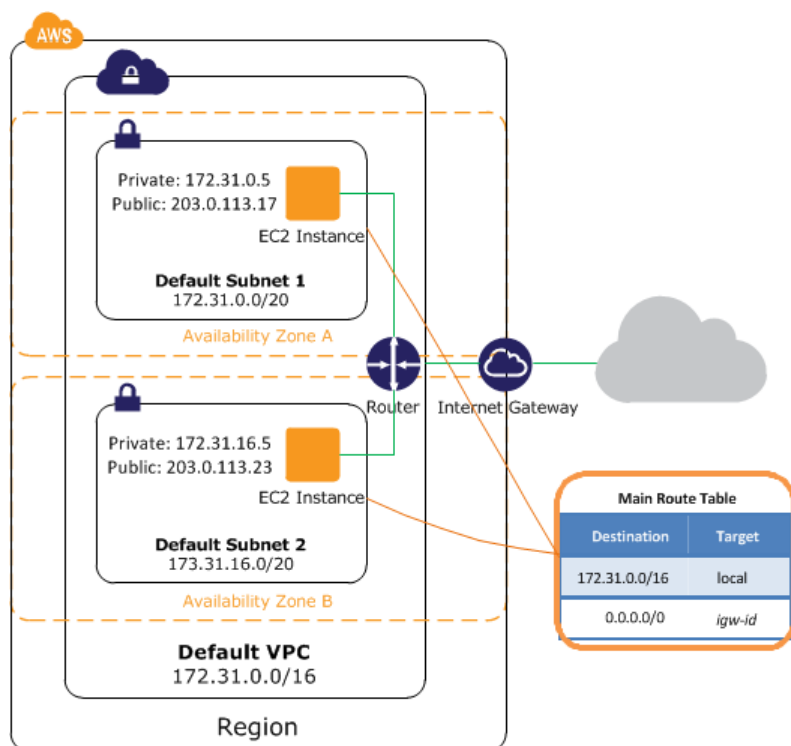 AWS
Private: 172.31.0.5
Public: 203.0.113.17
EC2 Instance
Default Subnet 1
172.31.0.0/20
Availability Zone A
Router
Internet Gateway
Private: 172.31.16.5
Public: 203.0.113.23
EC2 Instance
Default Subnet 2
173.31.16.0/20
Availability Zone B
Default VPC
172.31.0.0/16
Region
Main Route Table
Destination Target
172.31.0.0/16 local
0.0.0.0/0 igw-id